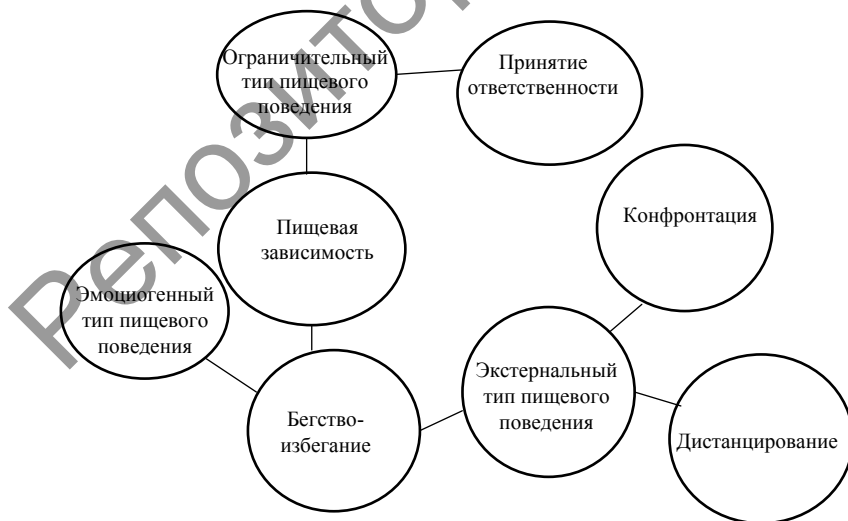 Ограничительный
тип пищевого
поведения
Принятие
ответственности
Конфронтация
Пищевая
зависимость
Эмоциогенный
тип пищевого
поведения
Экстернальный
тип пищевого
поведения
Бегство-
избегание
Дистанцирование